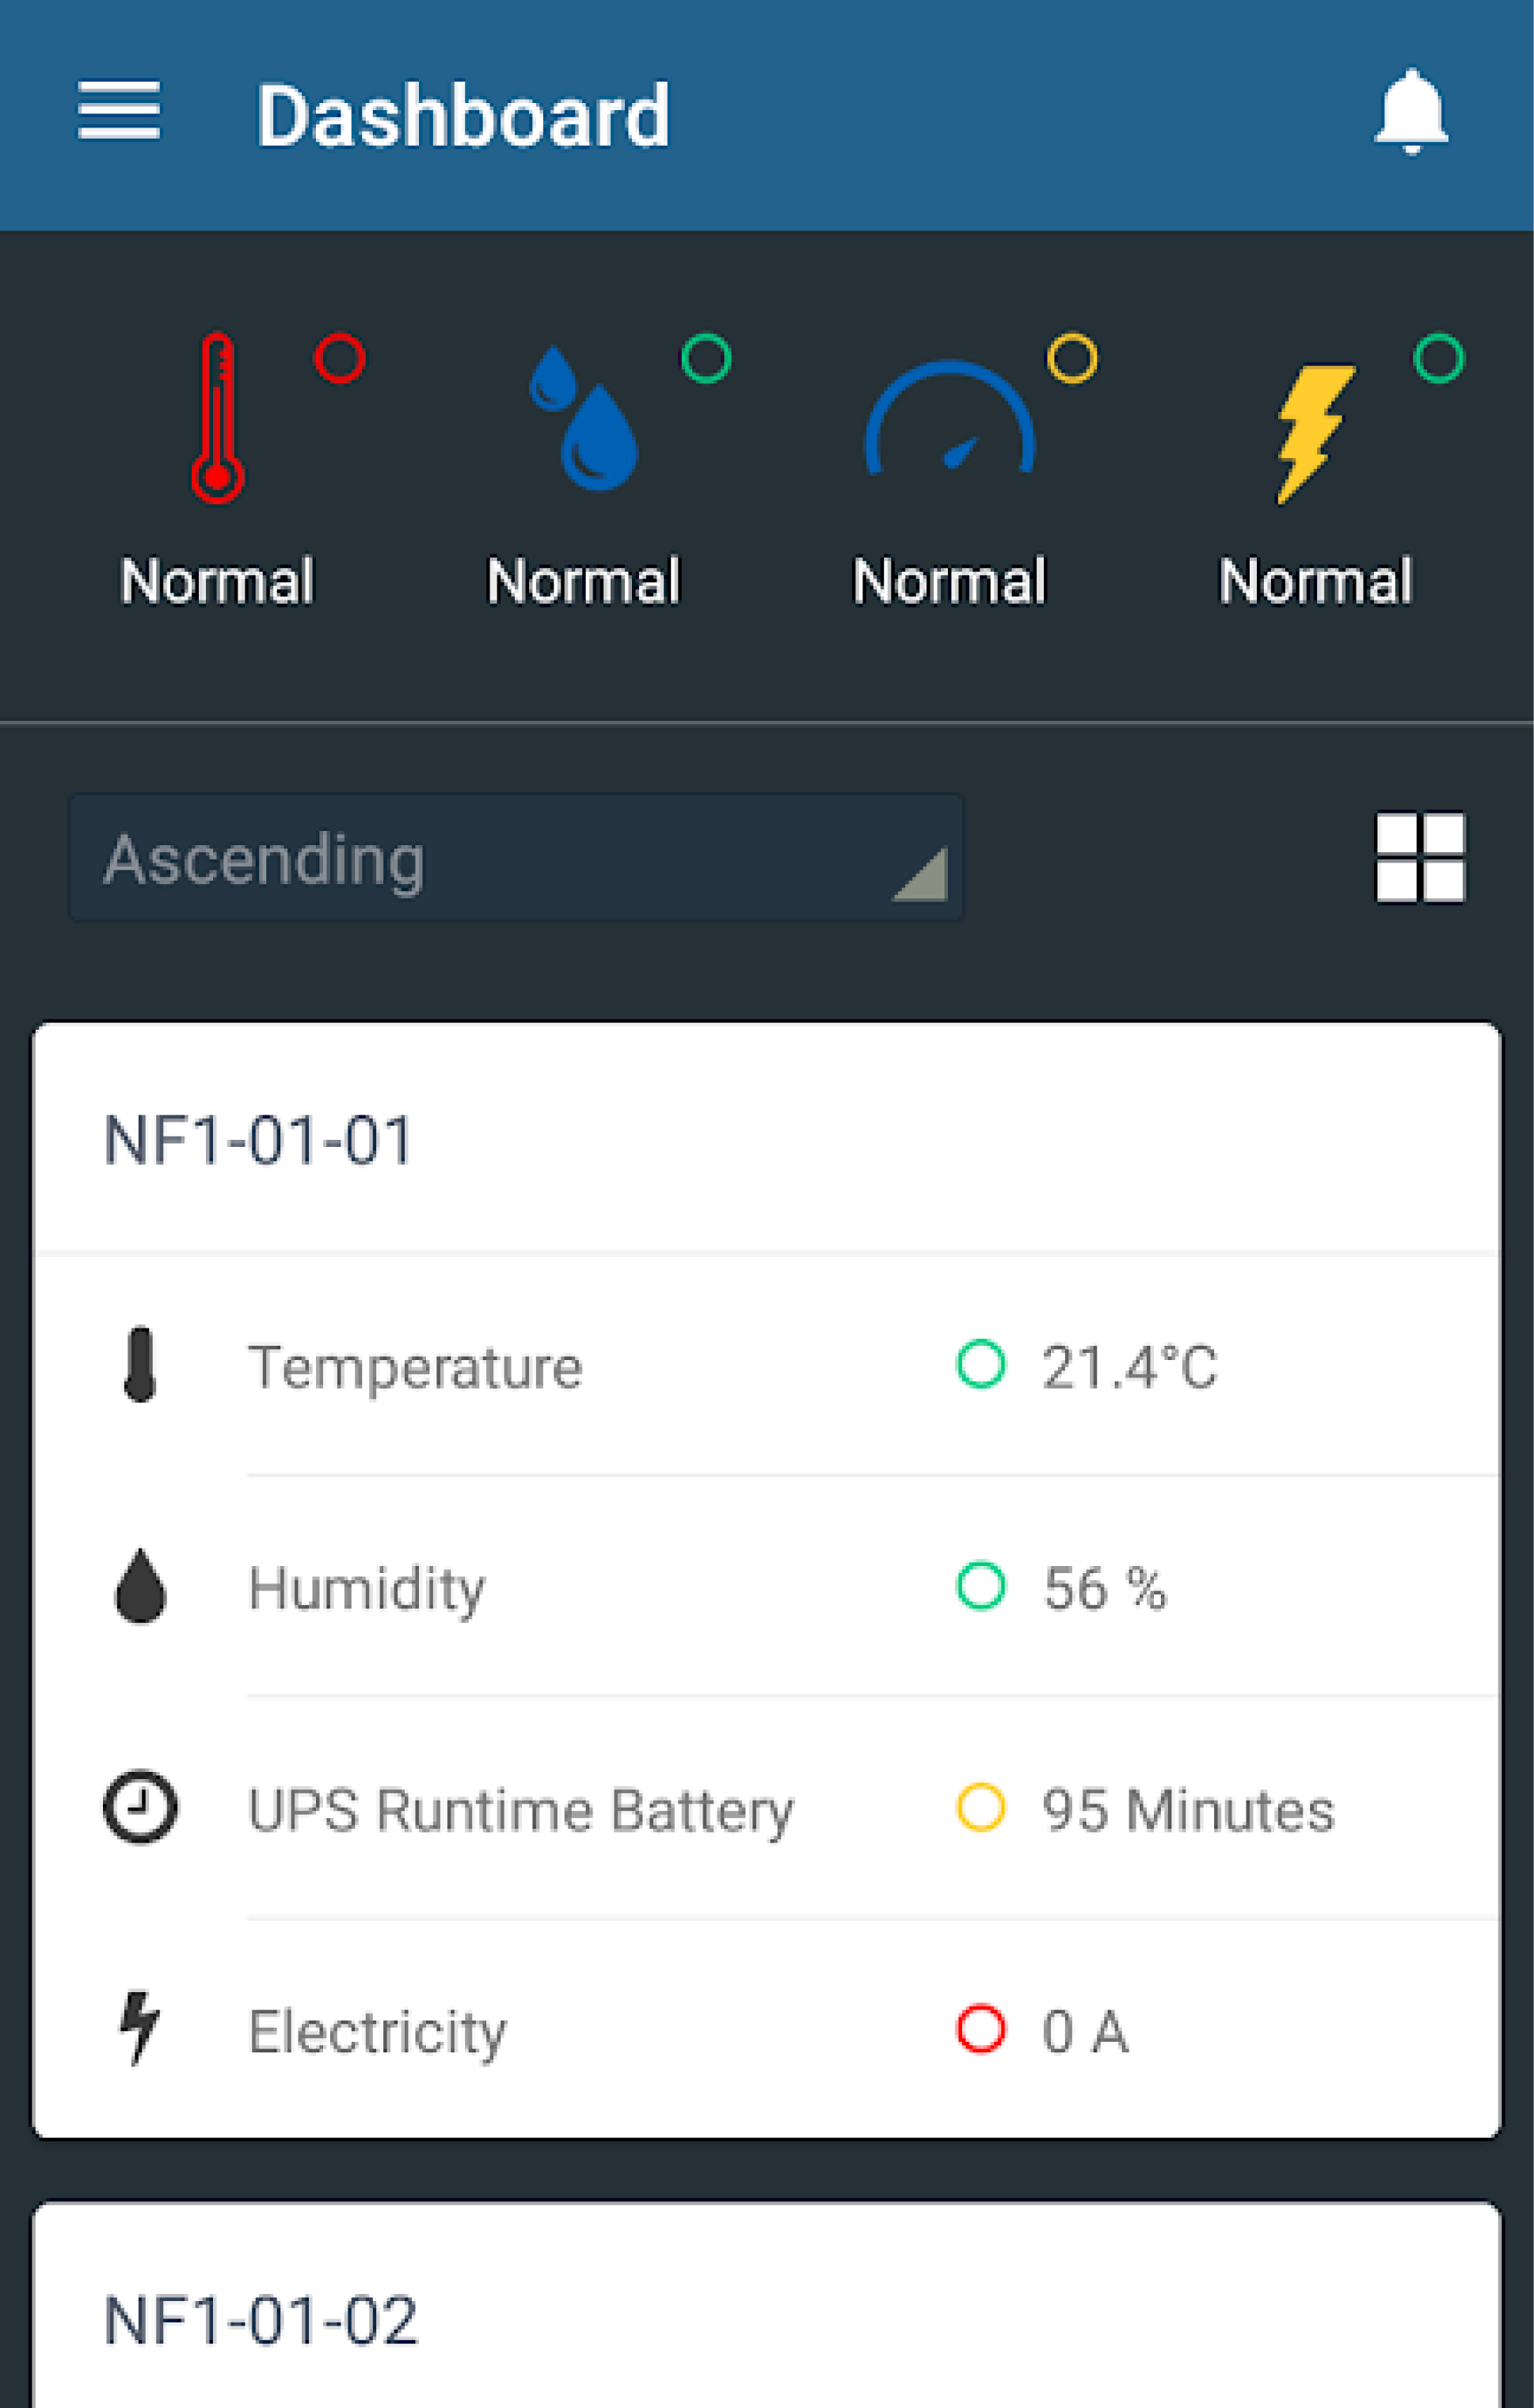 Dashboard
Normal Normal Normal Normal
Ascending
NF1-01-01
Temperature 21.4°C
Humidity 56 %
UPS Runtime Battery 95 Minutes
Electricity 0 A
NF1-01-02